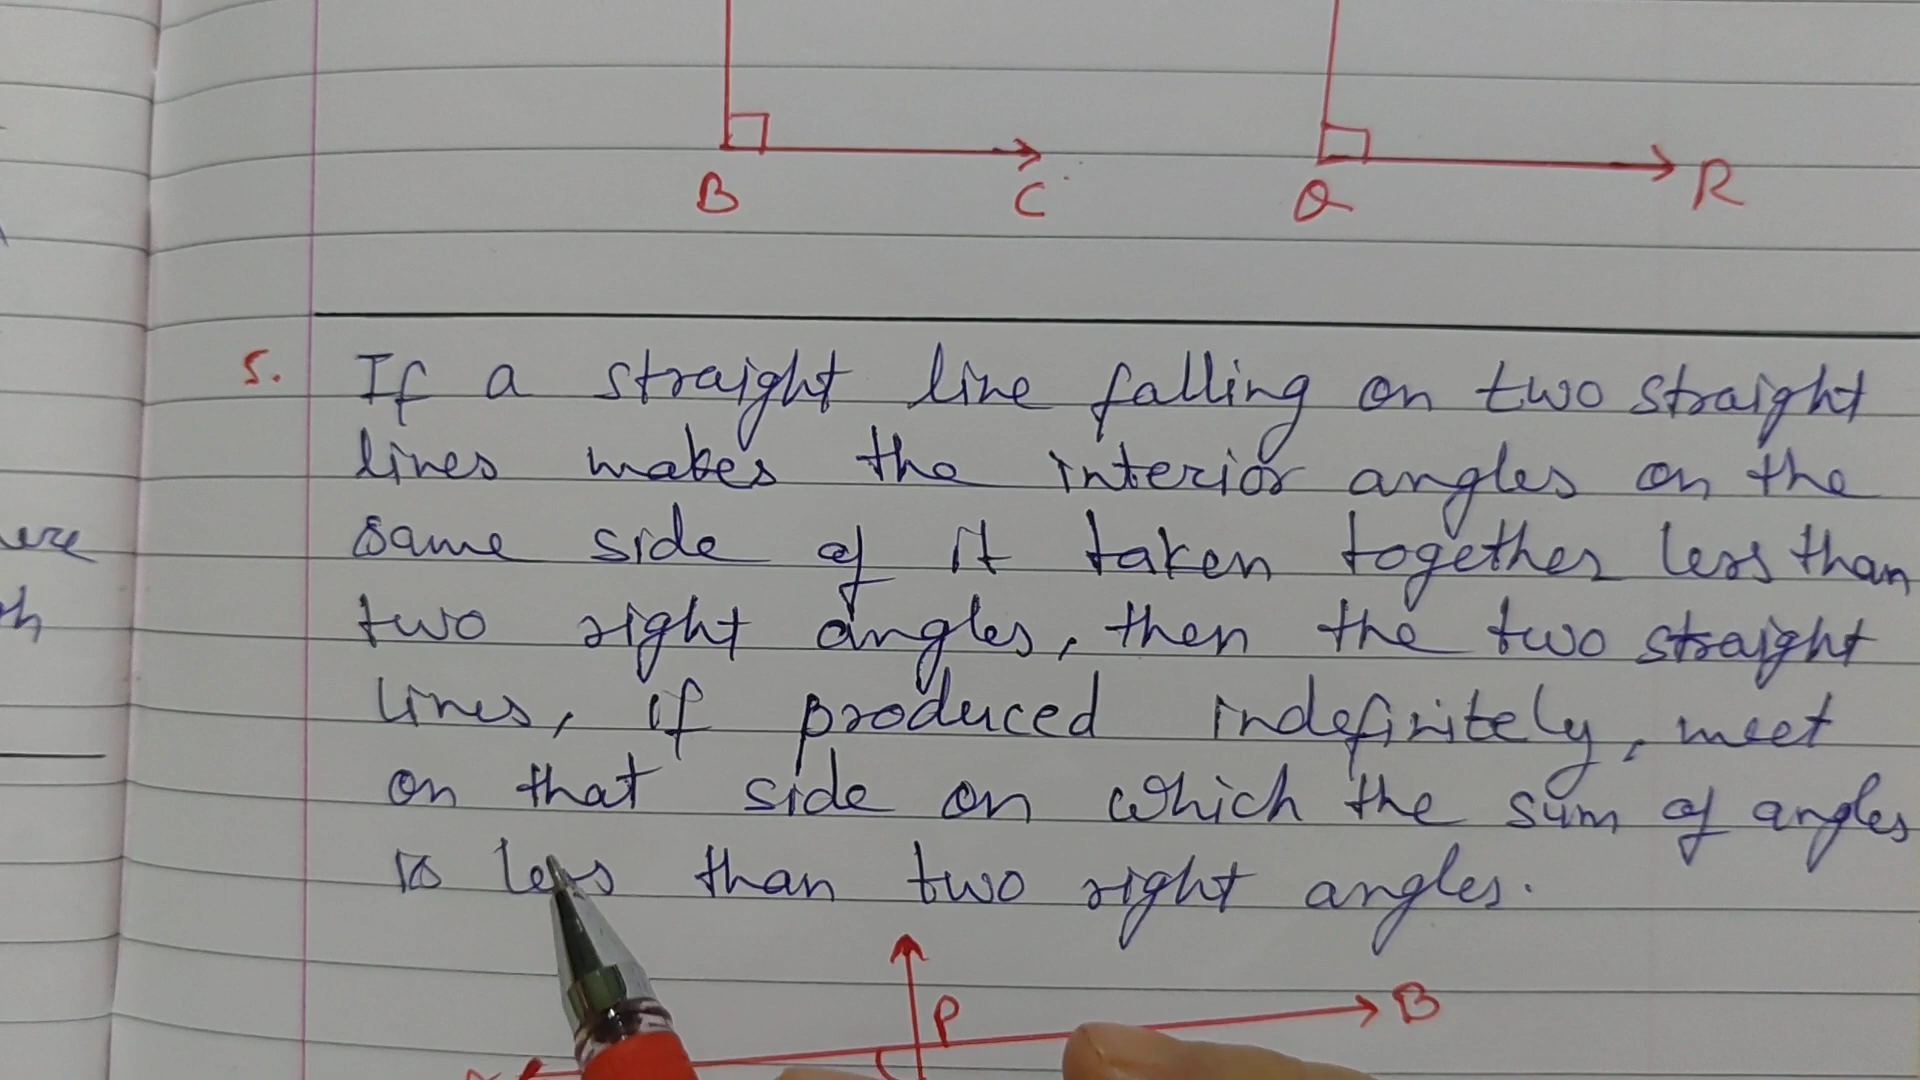 B C Q R
5. If a straight line falling on two straight
lines makes the interior angles on the
same side of it taken together less than
two right angles, then the two straight
lines, if produced indefinitely, meet
on that side on which the sum of angles
is less than two right angles.
P B